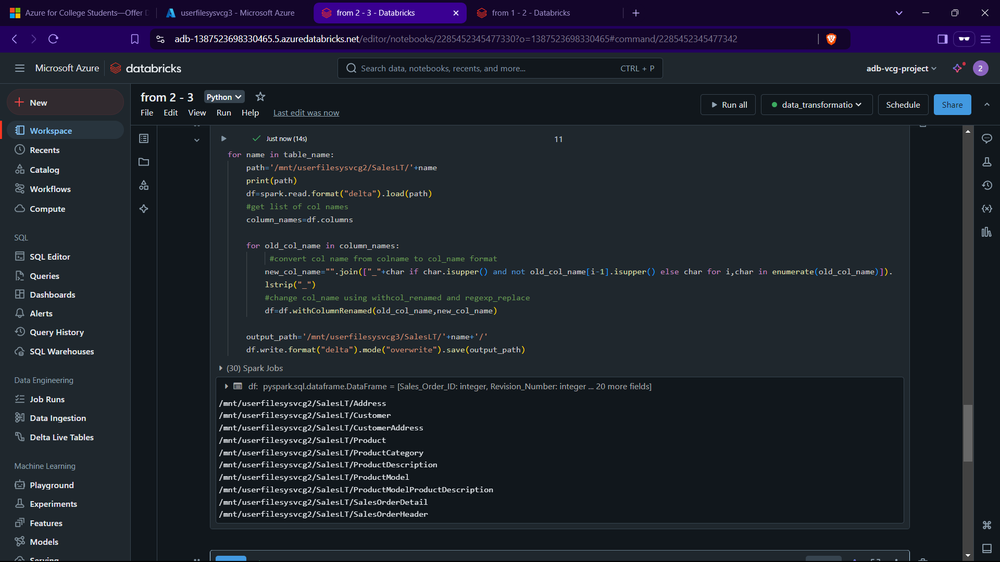 Azure for College Students—Offer D
userfilesysvcg3 - Microsoft Azure
from 2 - 3 - Databricks
from 1 - 2 - Databricks
adb-1387523698330465.5.azuredatabricks.net/editor/notebooks/2285452345477330?o=1387523698330465#command/2285452345477342
Microsoft Azure
databricks
Search data, notebooks, recents, and more...
CTRL + P
adb-vcg-project
2
New
Workspace
Recents
Catalog
Workflows
Compute
SQL
SQL Editor
Queries
Dashboards
Alerts
Query History
SQL Warehouses
Data Engineering
Job Runs
Data Ingestion
Delta Live Tables
Machine Learning
Playground
Experiments
Features
Models
Serving
from 2 - 3
Python
File
Edit
View
Run
Help
Last edit was now
Run all
data_transformatio
Schedule
Share
Just now (14s)
11
for name in table_name:
path='/mnt/userfilesysvcg2/SalesLT/'+name
print(path)
df=spark.read.format("delta").load(path)
#get list of col names
column_names=df.columns
for old_col_name in column_names:
#convert col name from colname to col_name format
new_col_name="".join(["_"+char if char.isupper() and not old_col_name[i-1].isupper() else char for i,char in enumerate(old_col_name)]).
lstrip("_")
#change col_name using withcol_renamed and regexp_replace
df=df.withColumnRenamed(old_col_name,new_col_name)
output_path='/mnt/userfilesysvcg3/SalesLT/'+name+'/'
df.write.format("delta").mode("overwrite").save(output_path)
(30) Spark Jobs
df: pyspark.sql.dataframe.DataFrame = [Sales_Order_ID: integer, Revision_Number: integer ... 20 more fields]
/mnt/userfilesysvcg2/SalesLT/Address
/mnt/userfilesysvcg2/SalesLT/Customer
/mnt/userfilesysvcg2/SalesLT/CustomerAddress
/mnt/userfilesysvcg2/SalesLT/Product
/mnt/userfilesysvcg2/SalesLT/ProductCategory
/mnt/userfilesysvcg2/SalesLT/ProductDescription
/mnt/userfilesysvcg2/SalesLT/ProductModel
/mnt/userfilesysvcg2/SalesLT/ProductModelProductDescription
/mnt/userfilesysvcg2/SalesLT/SalesOrderDetail
/mnt/userfilesysvcg2/SalesLT/SalesOrderHeader